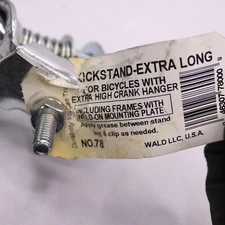 KICKSTAND-EXTRA LONG
FOR BICYCLES WITH
EXTRA HIGH CRANK HANGER
INCLUDING FRAMES WITH
WELD-ON MOUNTING PLATE
Apply grease between stand
& clip as needed.
NO.78
WALD LLC, U.S.A.